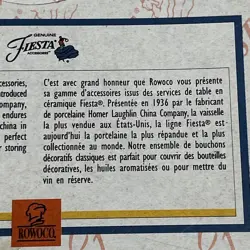 GENUINE
FIESTA
ACCESSORIES
C'est avec grand honneur que Rowoco vous présente
sa gamme d'accessoires issus des services de table en
céramique Fiesta®. Présentée en 1936 par le fabricant
de porcelaine Homer Laughlin China Company, la vaisselle
la plus vendue aux États-Unis, la ligne Fiesta® est-
aujourd'hui la porcelaine la plus répandue et la plus
collectionnée au monde. Notre ensemble de bouchons
décoratifs classiques est parfait pour couvrir des bouteilles
décoratives, les huiles aromatisées ou pour mettre du
vin en réserve.
cessories,
ntroduced
ompany,
endures
china in
perfect
r storing
ROWOCO